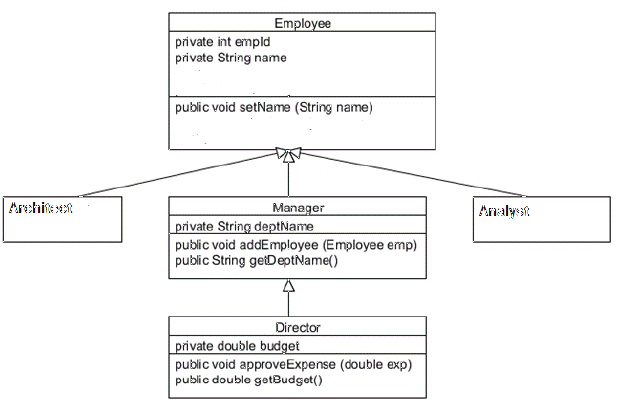 Employee
private int empId
private String name
public void setName (String name)
Architect
Manager
private String deptName
public void addEmployee (Employee emp)
public String getDeptName()
Analyst
Director
private double budget
public void approveExpense (double exp)
public double getBudget()